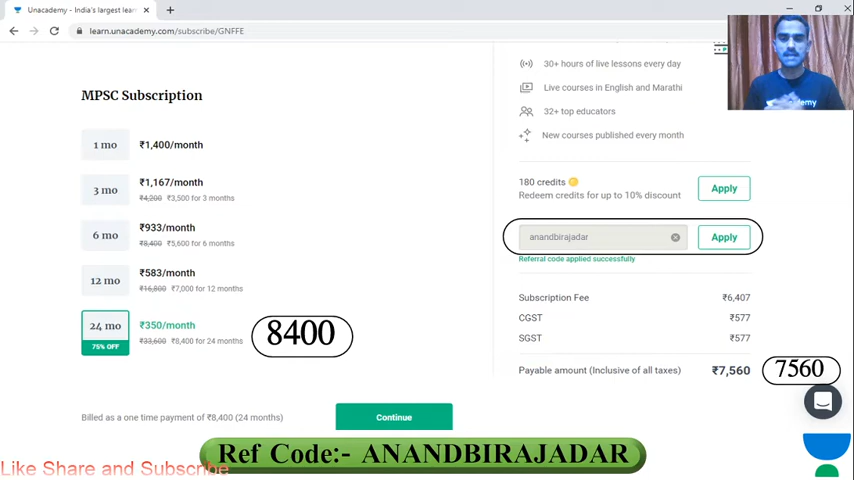 Unacademy - India's largest lear
learn.unacademy.com/subscribe/GNFFE
MPSC Subscription
1 mo ₹1,400/month
3 mo ₹1,167/month
₹4,200 ₹3,500 for 3 months
6 mo ₹933/month
₹8,400 ₹5,600 for 6 months
12 mo ₹583/month
₹16,800 ₹7,000 for 12 months
24 mo ₹350/month
75% OFF ₹33,600 ₹8,400 for 24 months
8400
Billed as a one time payment of ₹8,400 (24 months)
Continue
30+ hours of live lessons every day
Live courses in English and Marathi
32+ top educators
New courses published every month
180 credits
Redeem credits for up to 10% discount
Apply
anandbirajadar
Apply
Referral code applied successfully
Subscription Fee ₹6,407
CGST ₹577
SGST ₹577
Payable amount (Inclusive of all taxes) ₹7,560
7560
Ref Code:- ANANDBIRAJADAR
Like Share and Subscribe